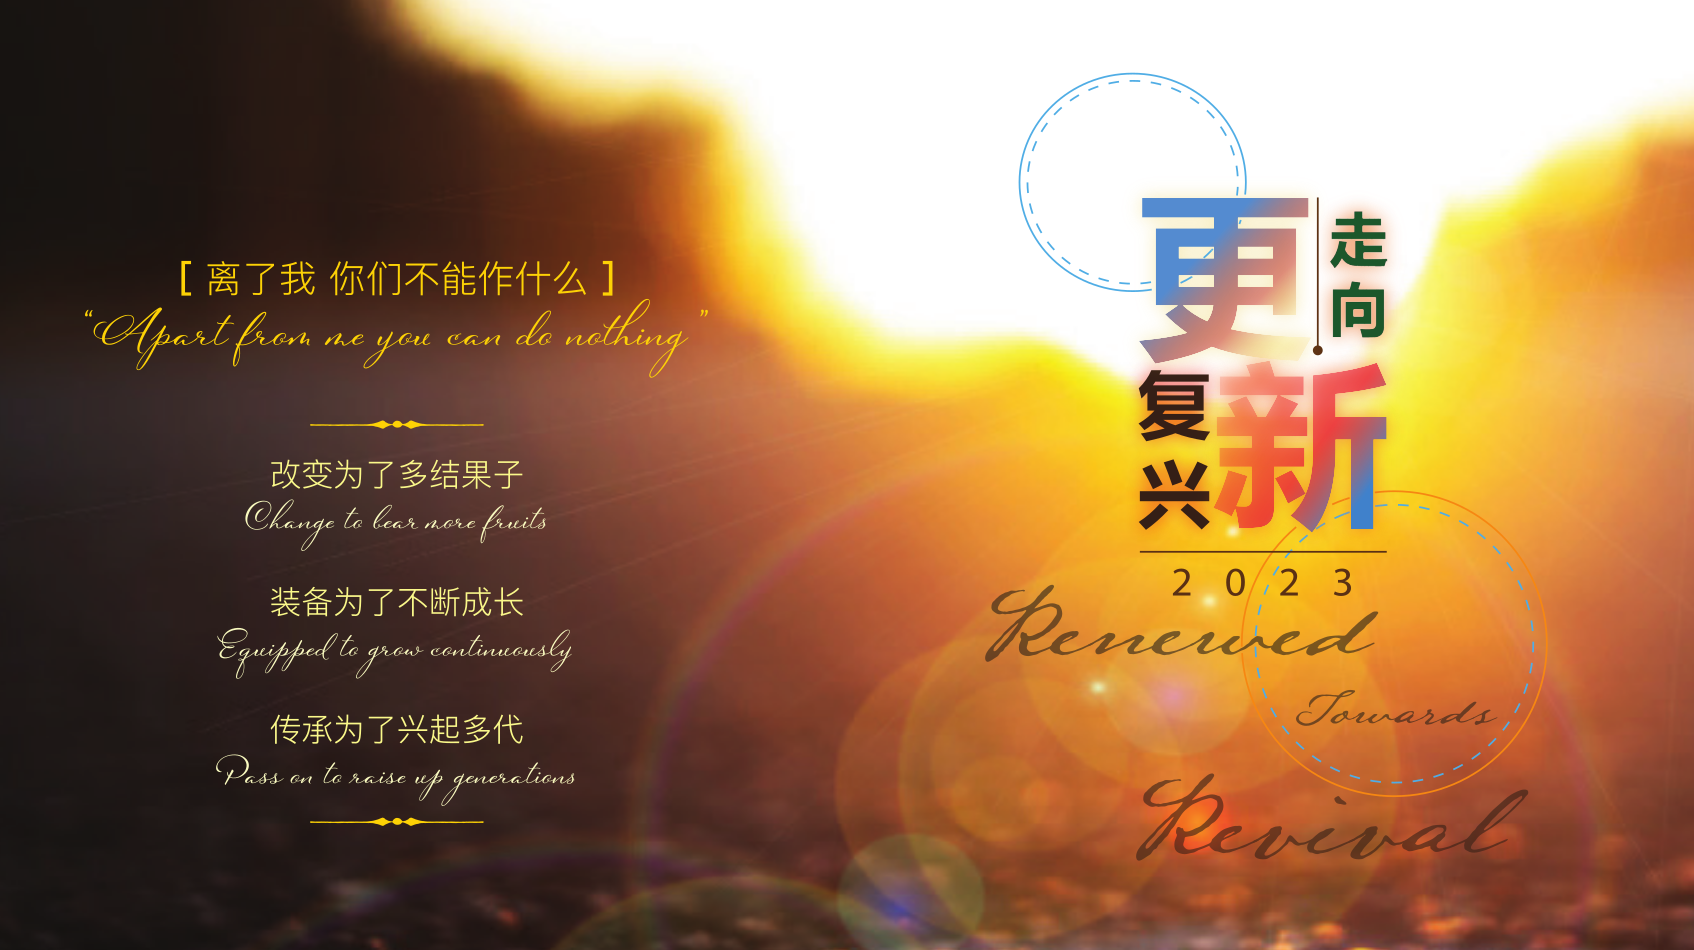 [ 离了我 你们不能作什么 ]
“Apart from me you can do nothing”
改变为了多结果子
Change to bear more fruits
装备为了不断成长
Equipped to grow continuously
传承为了兴起多代
Pass on to raise up generations
更新
走向
复兴
2023
Renewed
Towards
Revival